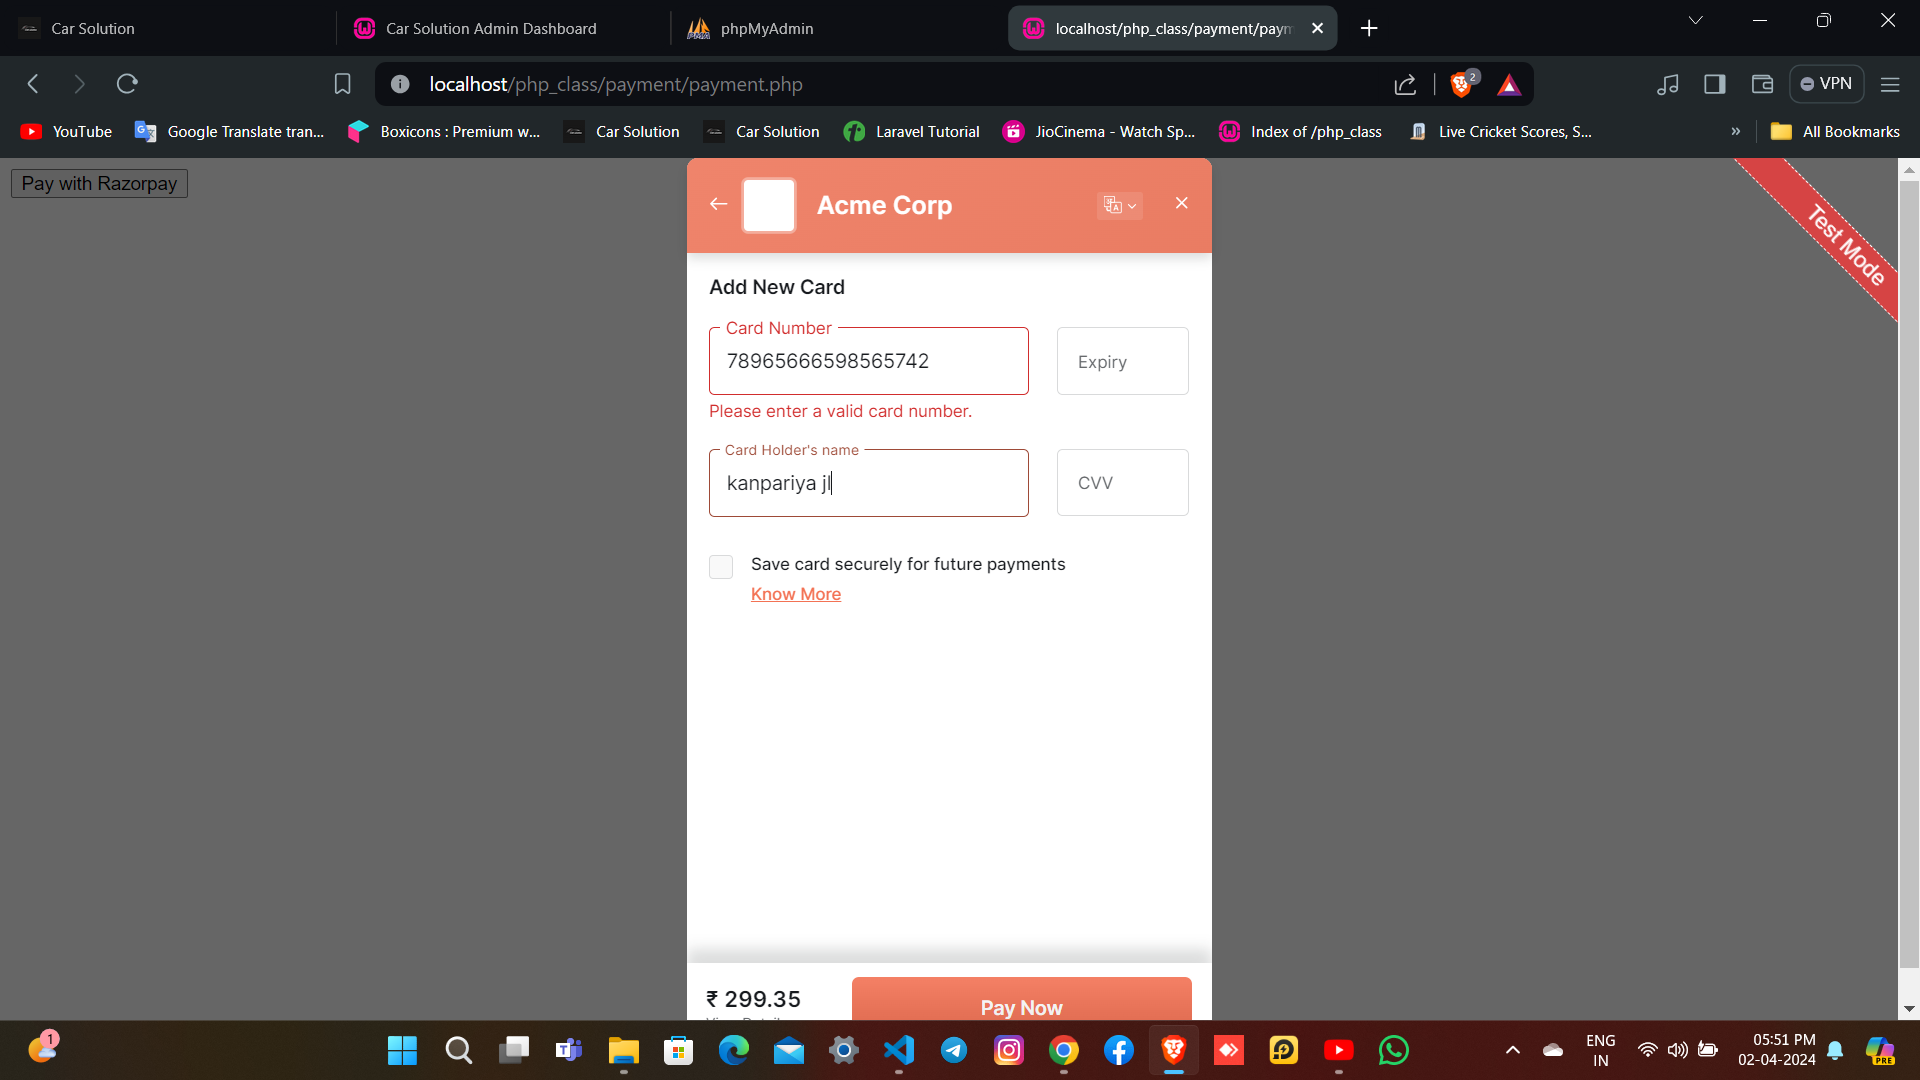 Car Solution
Car Solution Admin Dashboard
phpMyAdmin
localhost/php_class/payment/paym
localhost/php_class/payment/payment.php
2
VPN
YouTube
Google Translate tran...
Boxicons : Premium w...
Car Solution
Car Solution
Laravel Tutorial
JioCinema - Watch Sp...
Index of /php_class
Live Cricket Scores, S...
»
All Bookmarks
Pay with Razorpay
Acme Corp
Test Mode
Add New Card
Card Number
78965666598565742
Expiry
Please enter a valid card number.
Card Holder's name
kanpariya jl
CVV
Save card securely for future payments
Know More
₹ 299.35
Pay Now
1
ENG
IN
05:51 PM
02-04-2024
PRE